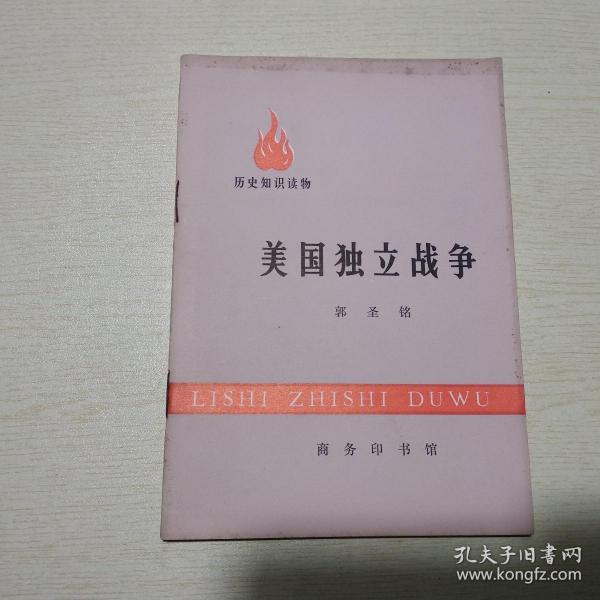 历史知识读物
美国独立战争
郭圣铭
LISHI ZHISHI DUWU
商务印书馆
孔夫子旧書网
www.kongfz.com